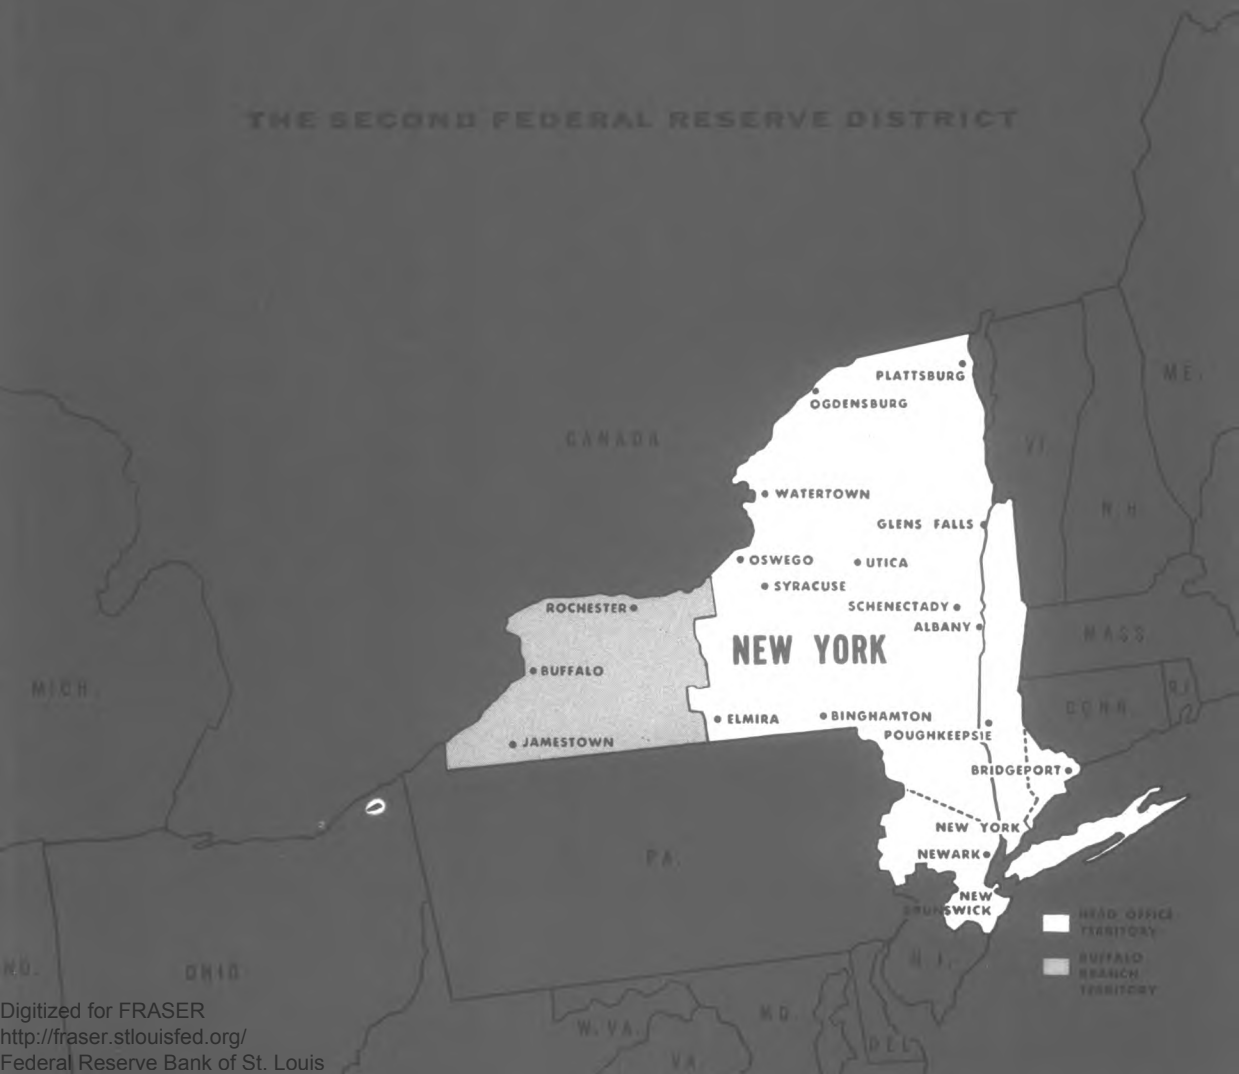 THE SECOND FEDERAL RESERVE DISTRICT
ME.
PLATTSBURG
OGDENSBURG
CANADA
VT.
WATERTOWN
N.H.
GLENS FALLS
OSWEGO
UTICA
SYRACUSE
ROCHESTER
SCHENECTADY
ALBANY
MASS.
NEW YORK
BUFFALO
MICH.
R.I.
CONN.
ELMIRA
BINGHAMTON
POUGHKEEPSIE
JAMESTOWN
BRIDGEPORT
NEW YORK
NEWARK
PA.
NEW
BRUNSWICK
HEAD OFFICE
TERRITORY
BUFFALO
BRANCH
TERRITORY
N.J.
OHIO
MD.
W.VA.
DEL.
VA.
Digitized for FRASER
http://fraser.stlouisfed.org/
Federal Reserve Bank of St. Louis